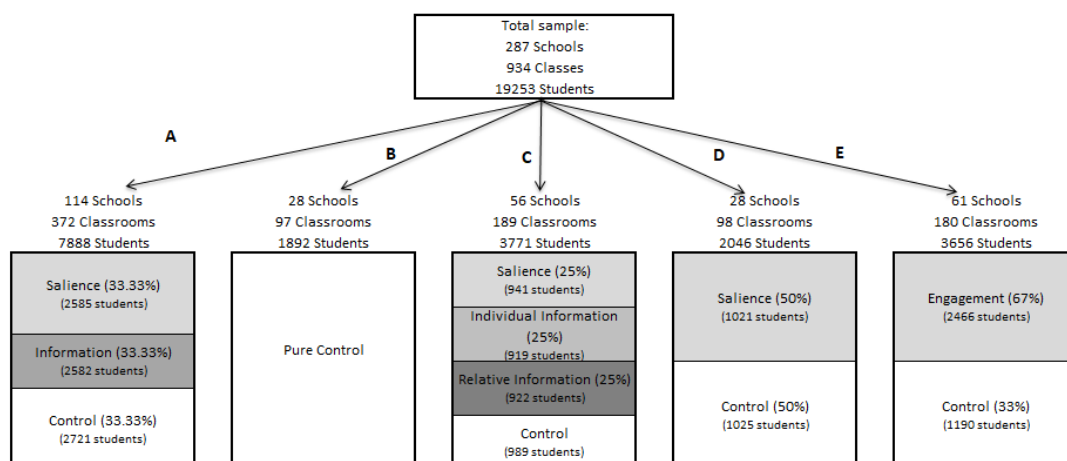 Total sample:
287 Schools
934 Classes
19253 Students
A
B
C
D
E
114 Schools
372 Classrooms
7888 Students
28 Schools
97 Classrooms
1892 Students
56 Schools
189 Classrooms
3771 Students
28 Schools
98 Classrooms
2046 Students
61 Schools
180 Classrooms
3656 Students
Salience (33.33%)
(2585 students)
Information (33.33%)
(2582 students)
Control (33.33%)
(2721 students)
Pure Control
Salience (25%)
(941 students)
Individual Information
(25%)
(919 students)
Relative Information (25%)
(922 students)
Control
(989 students)
Salience (50%)
(1021 students)
Control (50%)
(1025 students)
Engagement (67%)
(2466 students)
Control (33%)
(1190 students)